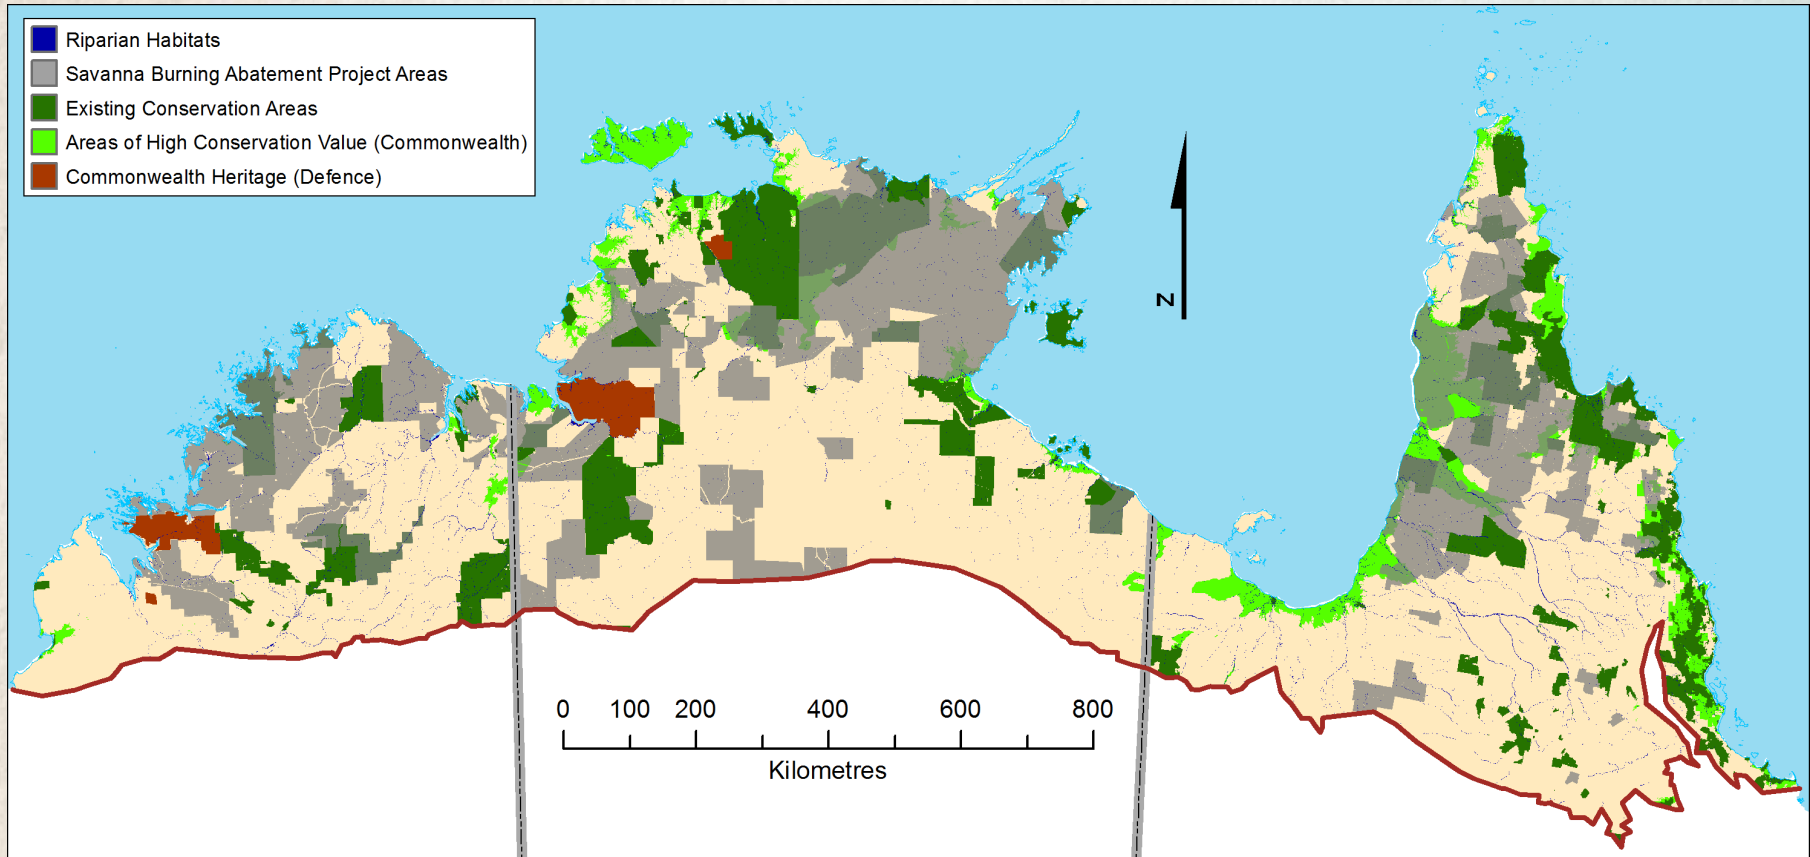 Riparian Habitats
Savanna Burning Abatement Project Areas
Existing Conservation Areas
Areas of High Conservation Value (Commonwealth)
Commonwealth Heritage (Defence)
N
0 100 200 400 600 800
Kilometres